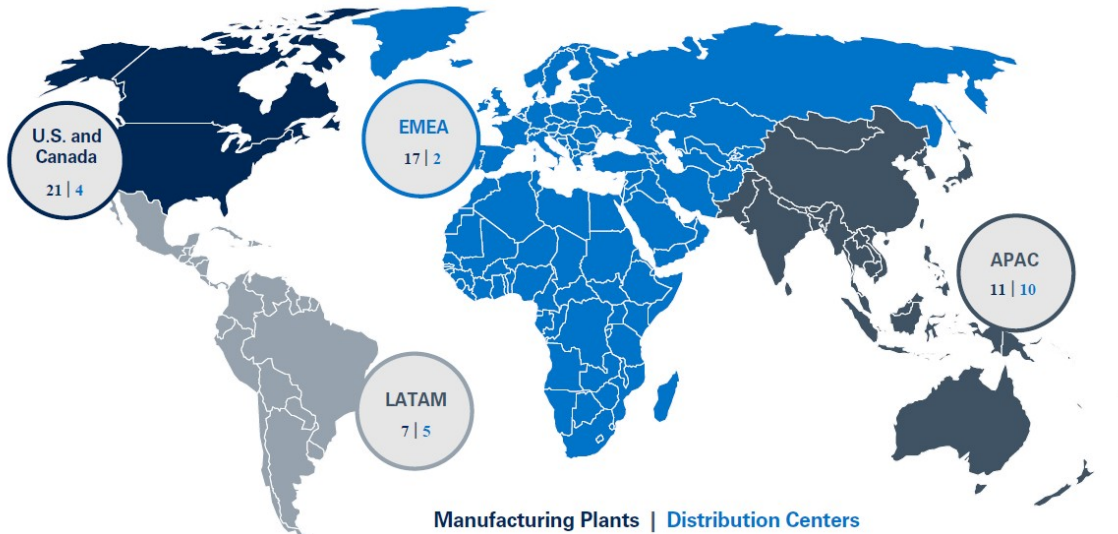 U.S. and
Canada
21 | 4
EMEA
17 | 2
APAC
11 | 10
LATAM
7 | 5
Manufacturing Plants | Distribution Centers